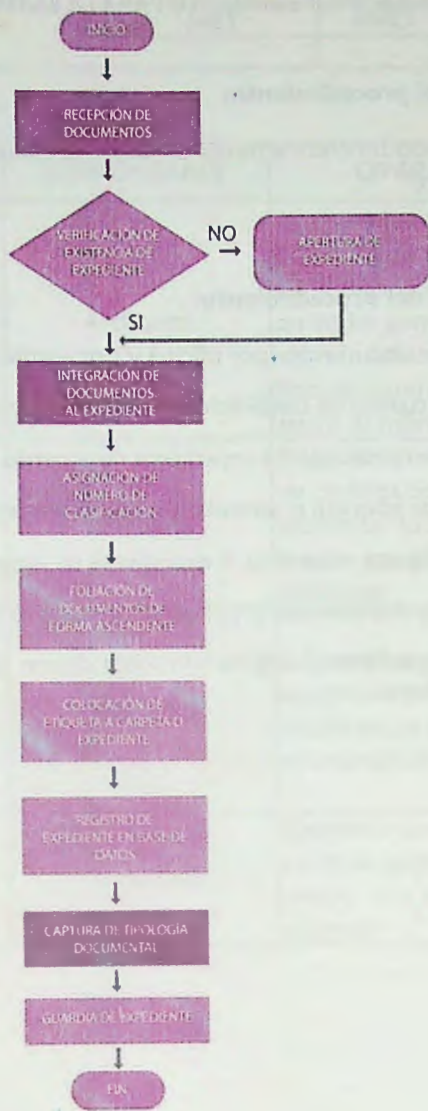 INICIO
RECEPCIÓN DE
DOCUMENTOS
VERIFICACIÓN DE
EXISTENCIA DE
EXPEDIENTE
NO
APERTURA DE
EXPEDIENTE
SI
INTEGRACIÓN DE
DOCUMENTOS
AL EXPEDIENTE
ASIGNACIÓN DE
NÚMERO DE
CLASIFICACIÓN
FOLIACIÓN DE
DOCUMENTOS DE
FORMA ASCENDENTE
COLOCACIÓN DE
ETIQUETA A CARPETA O
EXPEDIENTE
REGISTRO DE
EXPEDIENTE EN BASE DE
DATOS
CAPTURA DE TIPOLOGÍA
DOCUMENTAL
GUARDIA DE EXPEDIENTE
FIN